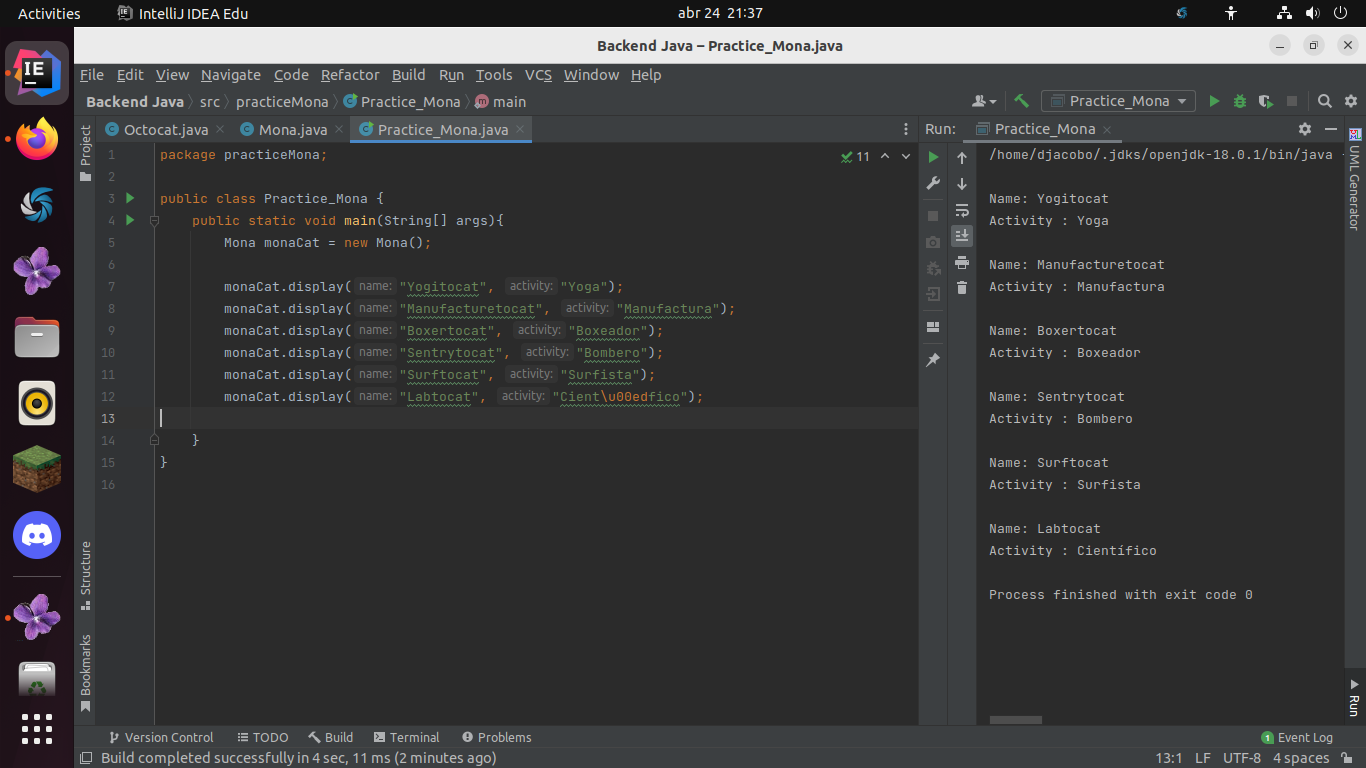 Activities IntelliJ IDEA Edu abr 24 21:37
Backend Java – Practice_Mona.java
File Edit View Navigate Code Refactor Build Run Tools VCS Window Help
Backend Java src practiceMona Practice_Mona main Practice_Mona
Octocat.java Mona.java Practice_Mona.java
Project
1 package practiceMona;
11
2
3 public class Practice_Mona {
4 public static void main(String[] args){
5 Mona monaCat = new Mona();
6
7 monaCat.display( name: "Yogitocat", activity: "Yoga");
8 monaCat.display( name: "Manufacturetocat", activity: "Manufactura");
9 monaCat.display( name: "Boxertocat", activity: "Boxeador");
10 monaCat.display( name: "Sentrytocat", activity: "Bombero");
11 monaCat.display( name: "Surftocat", activity: "Surfista");
12 monaCat.display( name: "Labtocat", activity: "Cient\u00edfico");
13
14 }
15 }
16
Structure
Bookmarks
Run: Practice_Mona
/home/djacobo/.jdks/openjdk-18.0.1/bin/java
Name: Yogitocat
Activity : Yoga
Name: Manufacturetocat
Activity : Manufactura
Name: Boxertocat
Activity : Boxeador
Name: Sentrytocat
Activity : Bombero
Name: Surftocat
Activity : Surfista
Name: Labtocat
Activity : Científico
Process finished with exit code 0
UML Generator
Run
Version Control TODO Build Terminal Problems 1 Event Log
Build completed successfully in 4 sec, 11 ms (2 minutes ago) 13:1 LF UTF-8 4 spaces